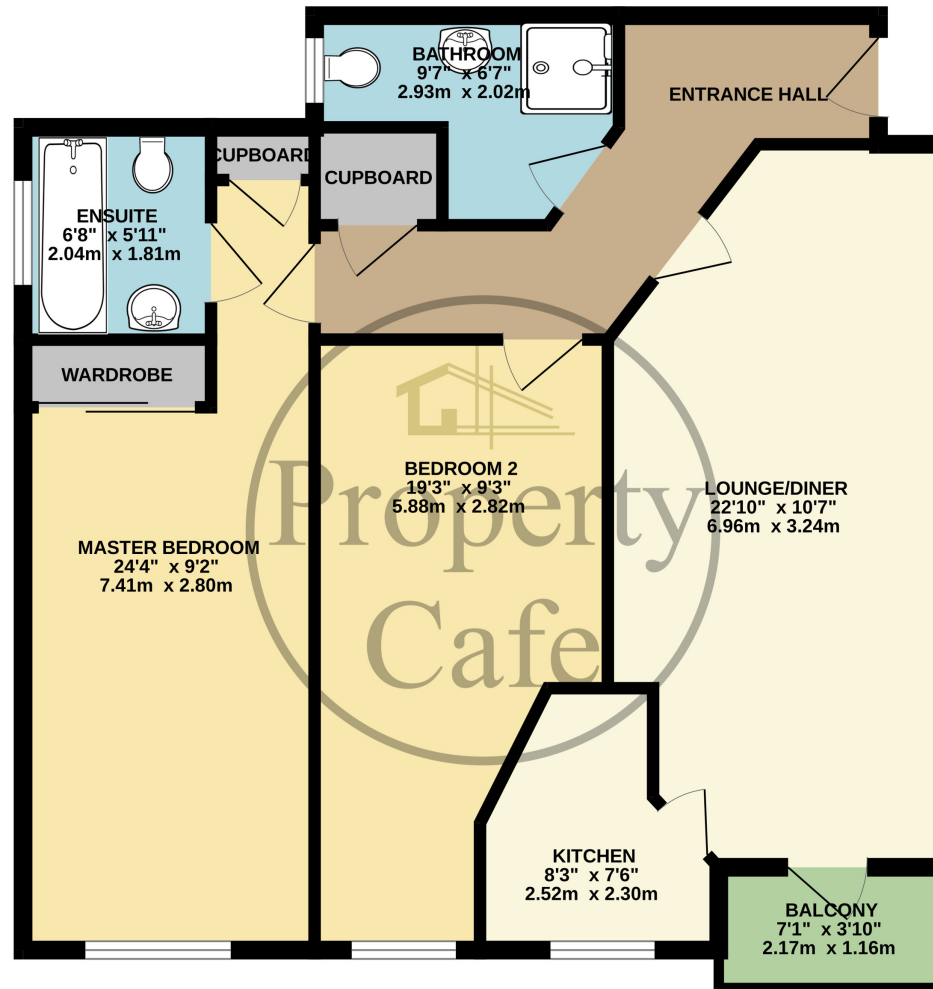 BATHROOM
9'7" x 6'7"
2.93m x 2.02m
ENTRANCE HALL
CUPBOARD
CUPBOARD
ENSUITE
6'8" x 5'11"
2.04m x 1.81m
WARDROBE
BEDROOM 2
19'3" x 9'3"
5.88m x 2.82m
LOUNGE/DINER
22'10" x 10'7"
6.96m x 3.24m
MASTER BEDROOM
24'4" x 9'2"
7.41m x 2.80m
Property
Cafe
KITCHEN
8'3" x 7'6"
2.52m x 2.30m
BALCONY
7'1" x 3'10"
2.17m x 1.16m